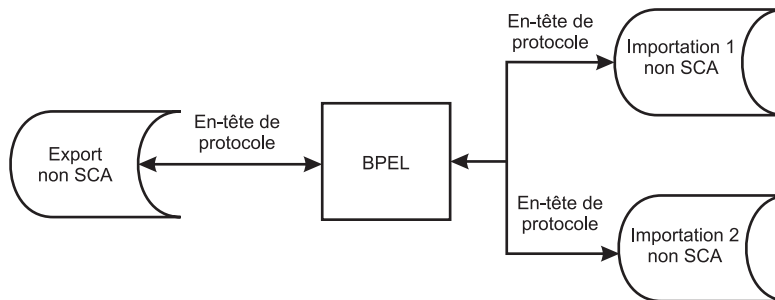 En-tête de
protocole
Importation 1
non SCA
Export
non SCA
En-tête de
protocole
BPEL
En-tête de
protocole
Importation 2
non SCA